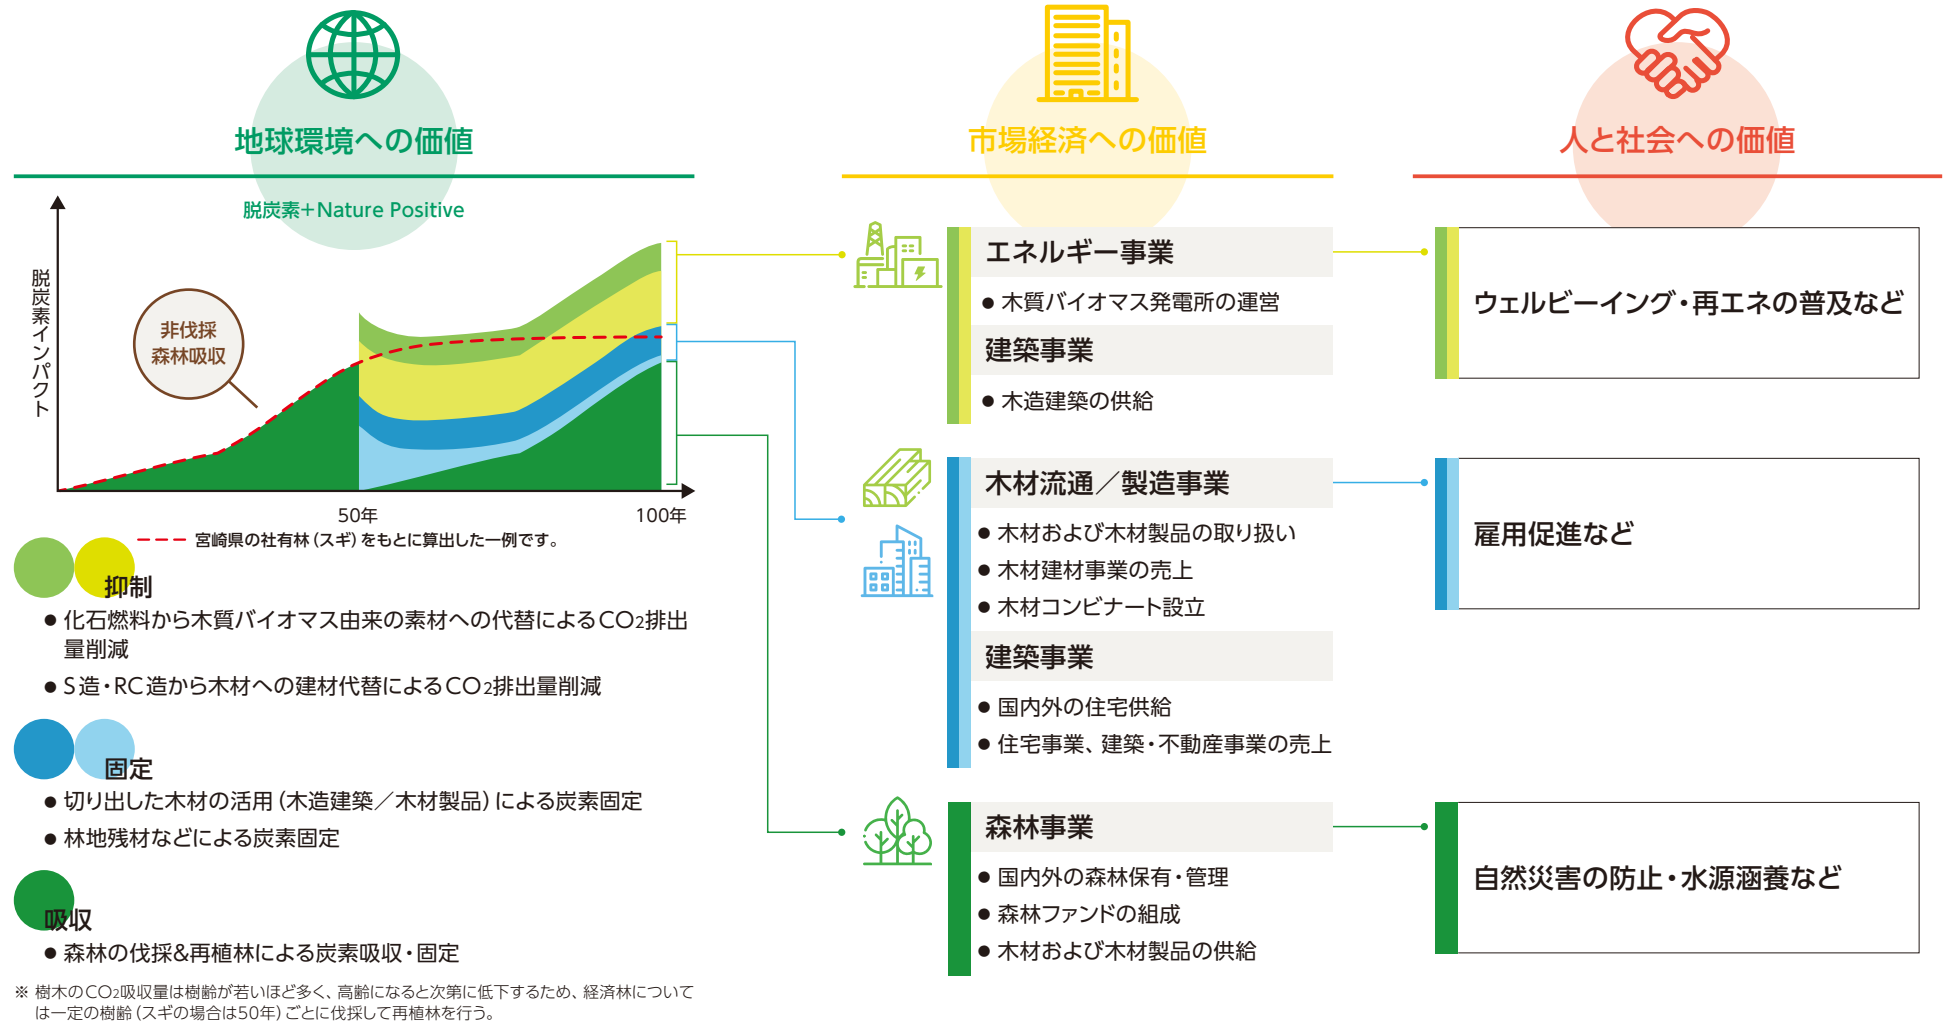 地球環境への価値
脱炭素+Nature Positive
脱炭素インパクト
非伐採
森林吸収
50年
100年
宮崎県の社有林（スギ）をもとに算出した一例です。
抑制
● 化石燃料から木質バイオマス由来の素材への代替によるCO2排出
量削減
● S造・RC造から木材への建材代替によるCO2排出量削減
固定
● 切り出した木材の活用（木造建築／木材製品）による炭素固定
● 林地残材などによる炭素固定
吸収
● 森林の伐採&再植林による炭素吸収・固定
※ 樹木のCO2吸収量は樹齢が若いほど多く、高齢になると次第に低下するため、経済林について
は一定の樹齢（スギの場合は50年）ごとに伐採して再植林を行う。
市場経済への価値
エネルギー事業
● 木質バイオマス発電所の運営
建築事業
● 木造建築の供給
木材流通／製造事業
● 木材および木材製品の取り扱い
● 木材建材事業の売上
● 木材コンビナート設立
建築事業
● 国内外の住宅供給
● 住宅事業、建築・不動産事業の売上
森林事業
● 国内外の森林保有・管理
● 森林ファンドの組成
● 木材および木材製品の供給
人と社会への価値
ウェルビーイング・再エネの普及など
雇用促進など
自然災害の防止・水源涵養など